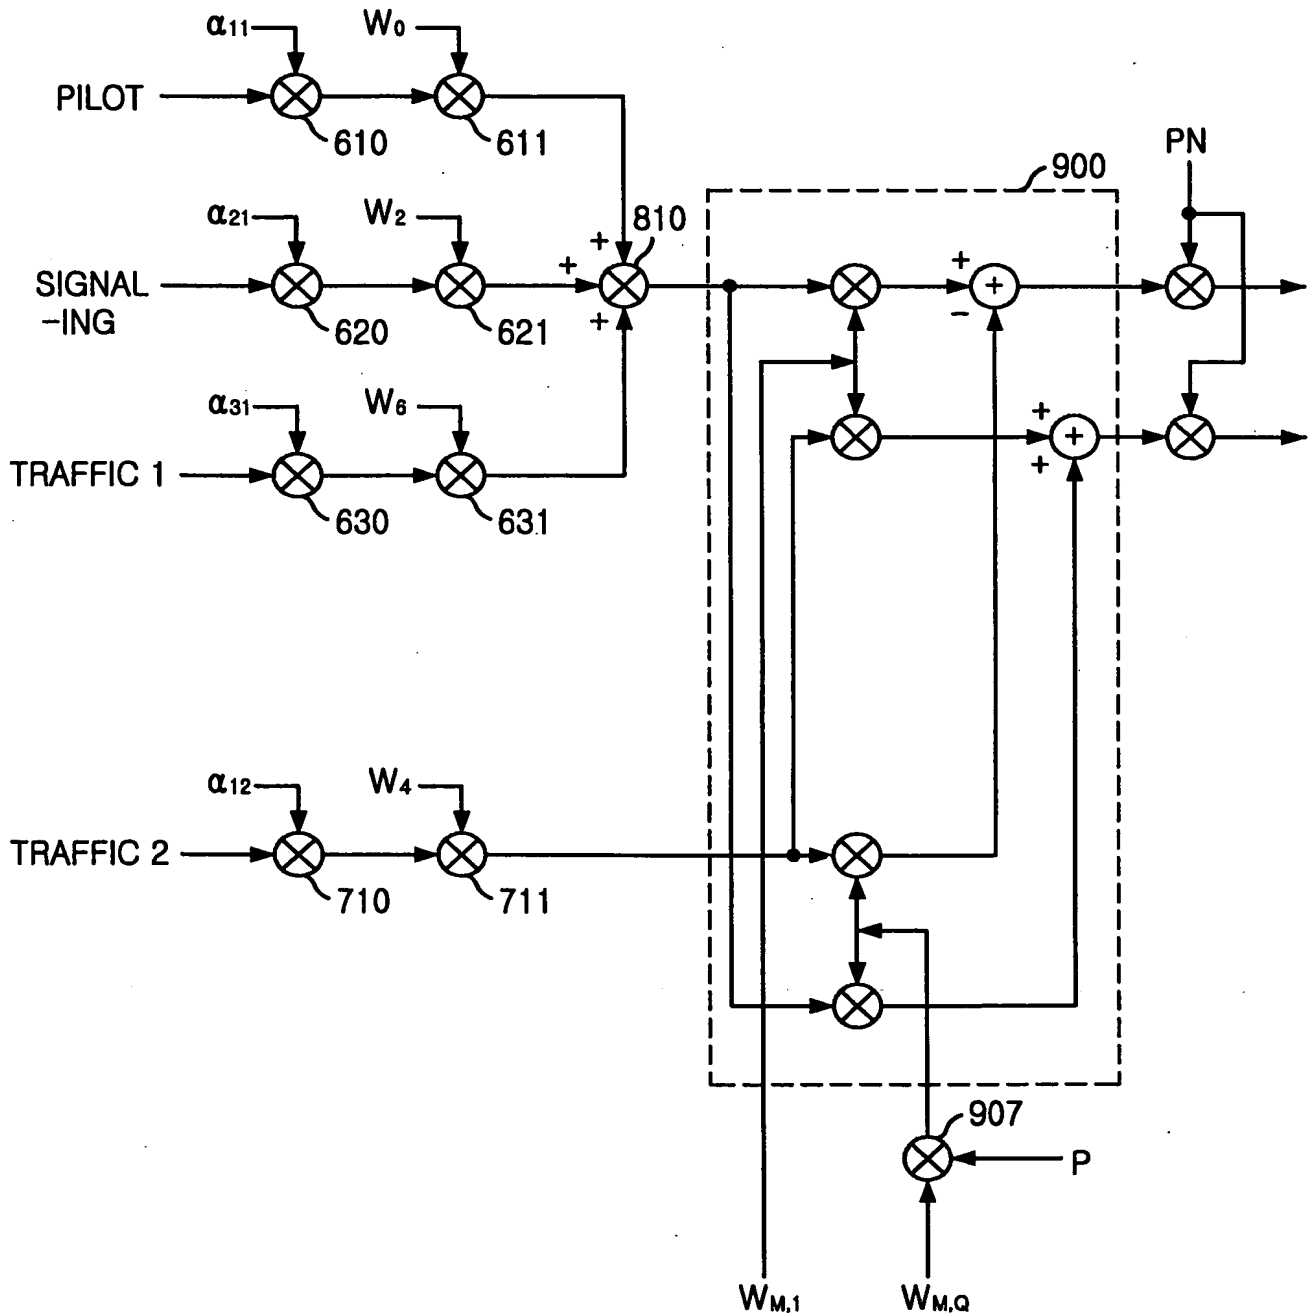 α11 W0
PILOT
610 611
PN
900
α21 W2 810
+
+
+ -
SIGNAL
-ING
+
+
620 621
α31 W6
+
+
+
TRAFFIC 1
630 631
α12 W4
TRAFFIC 2
710 711
907
P
WM,1 WM,Q